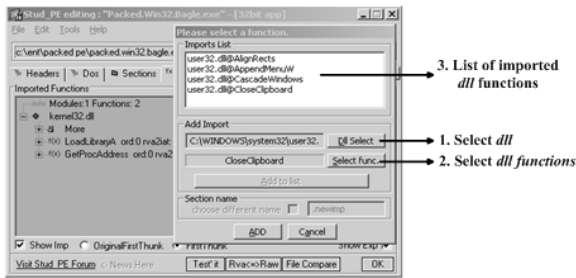 Stud_PE editing : "Packed.Win32.Bagle.exe" - [32bit app]
File Edit Tools Help
c:\ent\packed pe\packed.win32.bagle.e
Headers Dos Sections
Imported Functions
Modules:1 Functions: 2
kernel32.dll
More
LoadLibraryA ord:0 rva2iat
GetProcAddress ord:0 rva2
Show Imp OriginalFirstThunk FirstThunk Show Exp
Visit Stud_PE Forum <- News Here Test' it Rva<=>Raw File Compare OK
Please select a function.
Imports List
user32.dll@AlignRects
user32.dll@AppendMenuW
user32.dll@CascadeWindows
user32.dll@CloseClipboard
Add Import
C:\WINDOWS\system32\user32. Dll Select
CloseClipboard Select func.
Add to list
Section name
choose different name .newimp
ADD Cancel
3. List of imported
dll functions
1. Select dll
2. Select dll functions